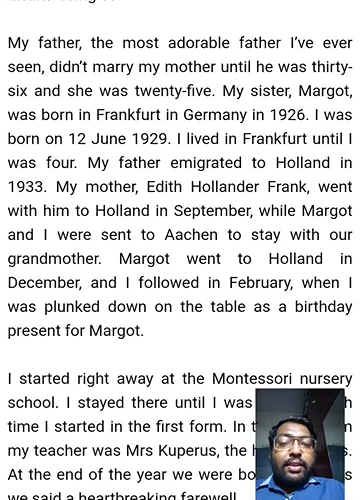 My father, the most adorable father I’ve ever
seen, didn’t marry my mother until he was thirty-
six and she was twenty-five. My sister, Margot,
was born in Frankfurt in Germany in 1926. I was
born on 12 June 1929. I lived in Frankfurt until I
was four. My father emigrated to Holland in
1933. My mother, Edith Hollander Frank, went
with him to Holland in September, while Margot
and I were sent to Aachen to stay with our
grandmother. Margot went to Holland in
December, and I followed in February, when I
was plunked down on the table as a birthday
present for Margot.
I started right away at the Montessori nursery
school. I stayed there until I was
time I started in the first form. In
my teacher was Mrs Kuperus, the
At the end of the year we were
we said a heartbreaking farewell